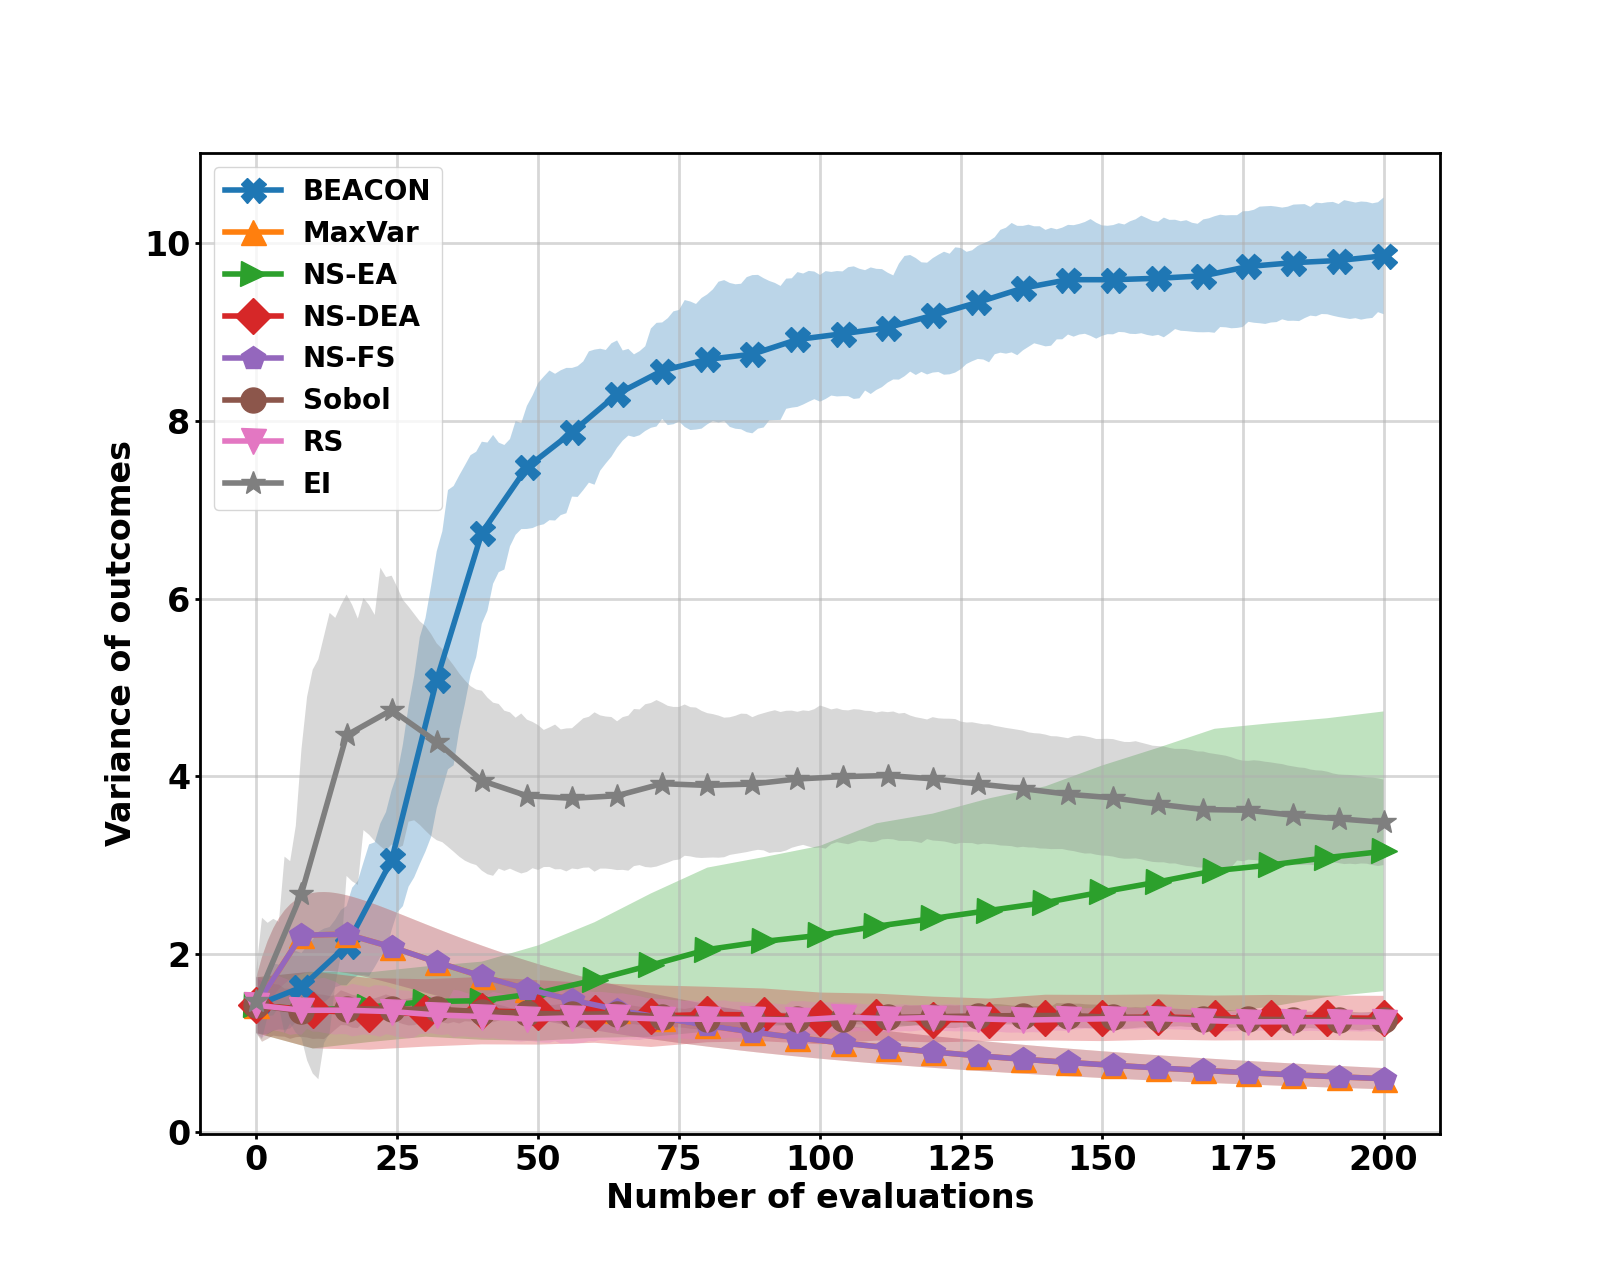 BEACON
MaxVar
NS-EA
NS-DEA
NS-FS
Sobol
RS
EI
Variance of outcomes
10
8
6
4
2
0
0 25 50 75 100 125 150 175 200
Number of evaluations